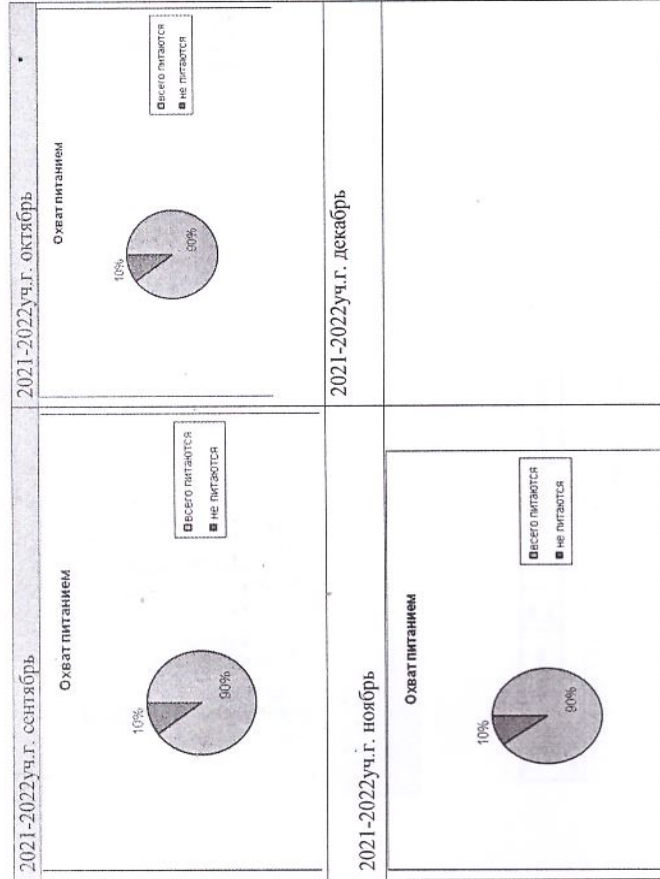 2021-2022уч.г. сентябрь
Охват питанием
10%
90%
всего питаются
не питаются
2021-2022уч.г. октябрь
Охват питанием
10%
90%
всего питаются
не питаются
2021-2022уч.г. ноябрь
Охват питанием
10%
90%
всего питаются
не питаются
2021-2022уч.г. декабрь